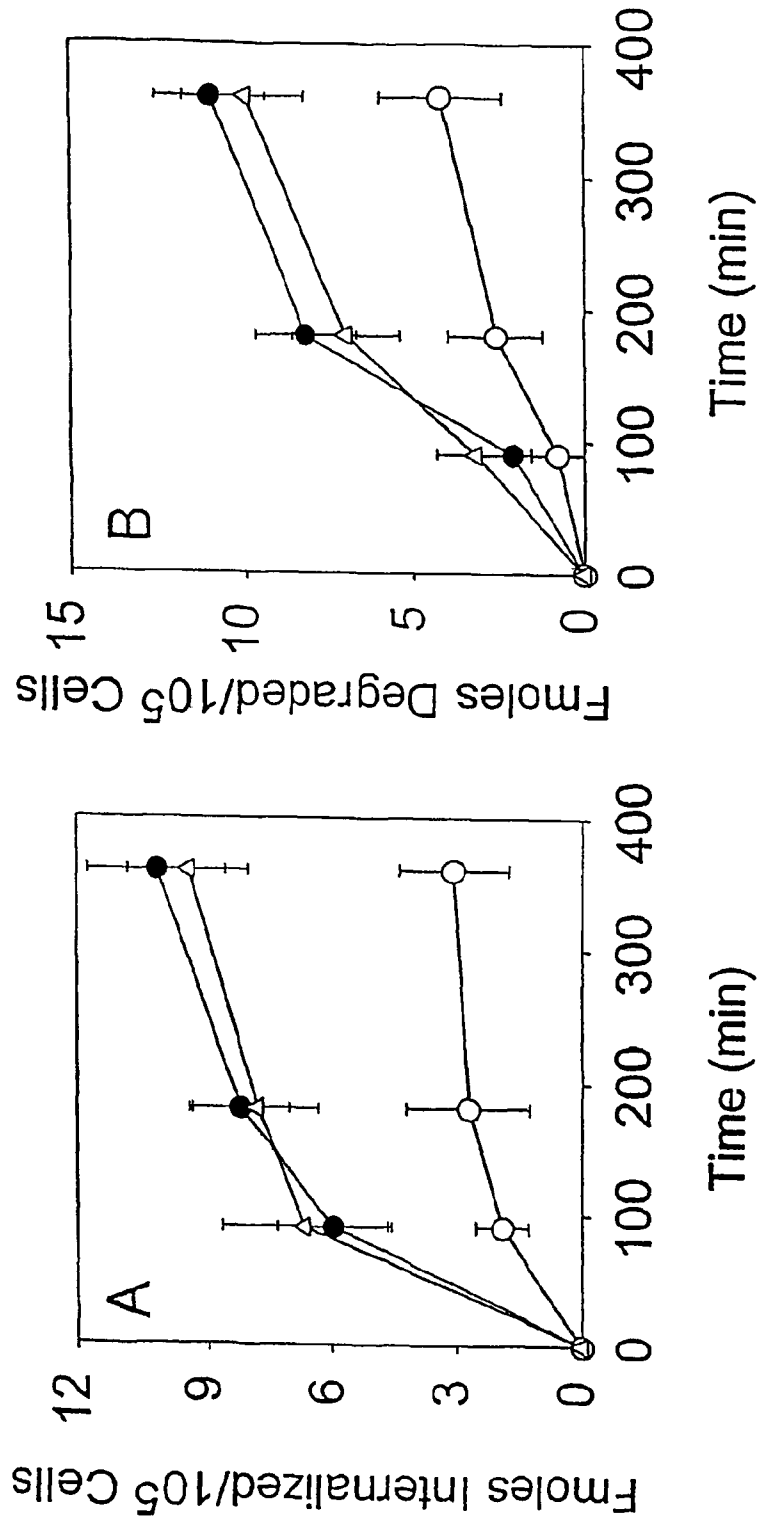 A
Fmoles Internalized/10⁵ Cells
12
9
6
3
0
0 100 200 300 400
Time (min)
B
Fmoles Degraded/10⁵ Cells
15
10
5
0
0 100 200 300 400
Time (min)